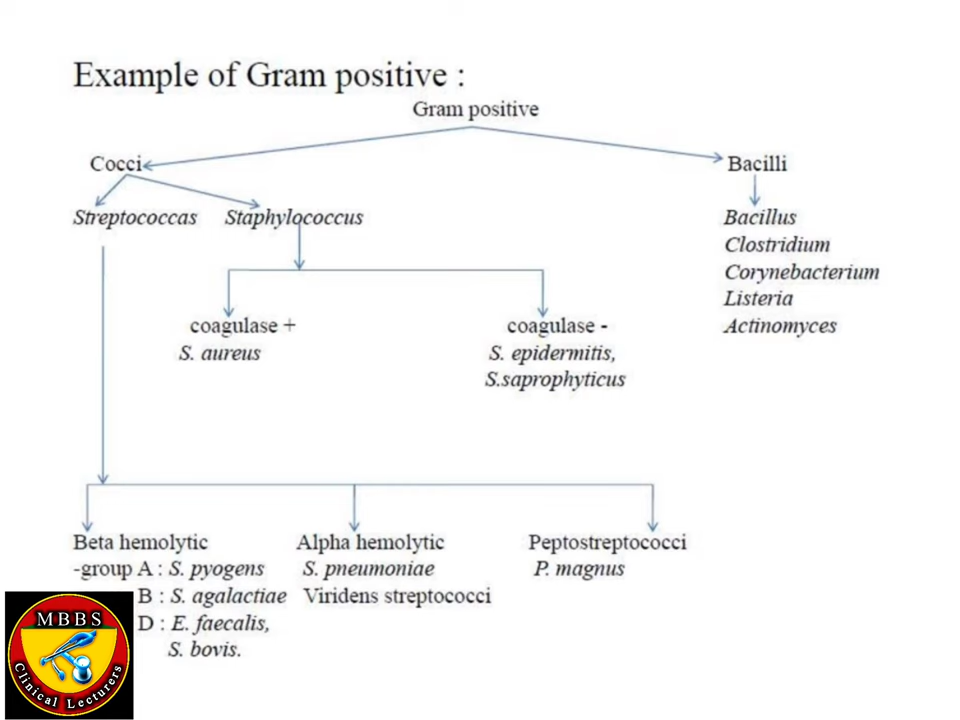 Example of Gram positive :
Gram positive
Cocci
Bacilli
Streptococcas
Staphylococcus
Bacillus
Clostridium
Corynebacterium
Listeria
Actinomyces
coagulase +
S. aureus
coagulase -
S. epidermitis,
S.saprophyticus
Beta hemolytic
-group A : S. pyogens
B : S. agalactiae
D : E. faecalis,
S. bovis.
Alpha hemolytic
S. pneumoniae
Viridens streptococci
Peptostreptococci
P. magnus
MBBS
Clinical Lecturers